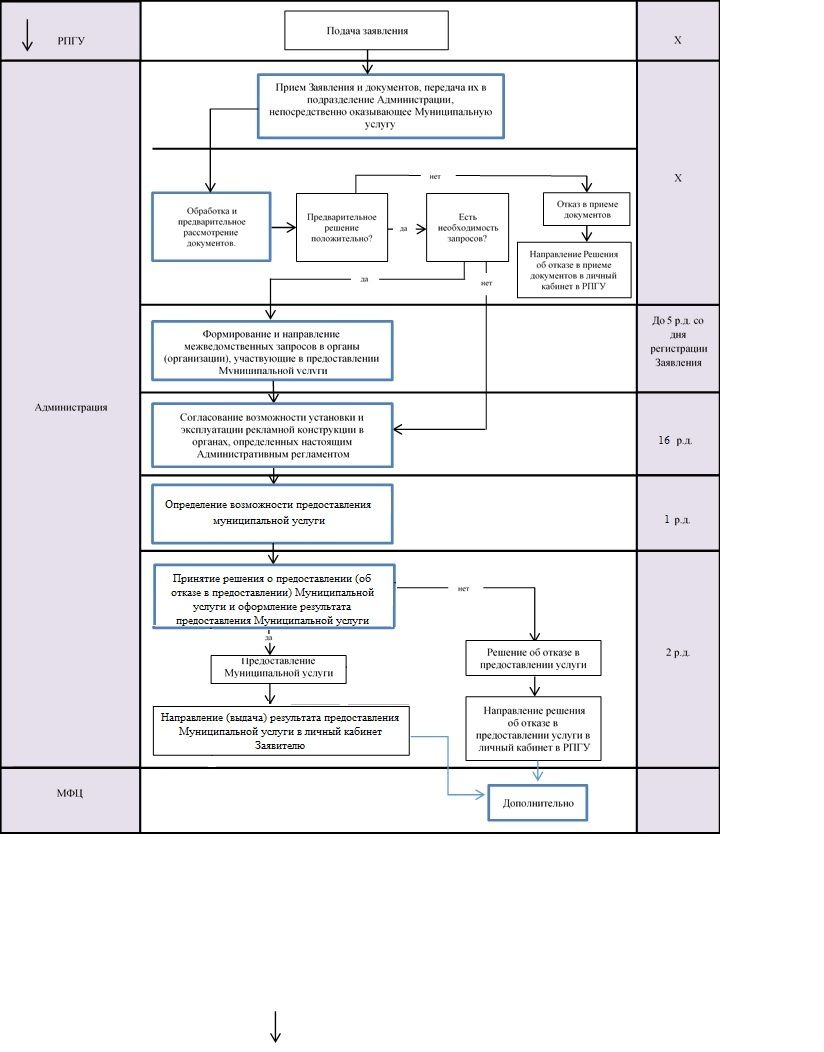 РПГУ
Подача заявления
Х
Прием Заявления и документов, передача их в
подразделение Администрации,
непосредственно оказывающее Муниципальную
услугу
Х
нет
Обработка и
предварительное
рассмотрение
документов.
Предварительное
решение
положительно?
да
Есть
необходимость
запросов?
Отказ в приеме
документов
Направление Решения
об отказе в приеме
документов в личный
кабинет в РПГУ
да
нет
Формирование и направление
межведомственных запросов в органы
(организации), участвующие в предоставлении
Муниципальной услуги
До 5 р.д. со
дня
регистрации
Заявления
Администрация
Согласование возможности установки и
эксплуатации рекламной конструкции в
органах, определенных настоящим
Административным регламентом
16 р.д.
Определение возможности предоставления
муниципальной услуги
1 р.д.
Принятие решения о предоставлении (об
отказе в предоставлении) Муниципальной
услуги и оформление результата
предоставления Муниципальной услуги
нет
да
Предоставление
Муниципальной услуги
Решение об отказе в
предоставлении услуги
2 р.д.
Направление (выдача) результата предоставления
Муниципальной услуги в личный кабинет
Заявителю
Направление решения
об отказе в
предоставлении услуги в
личный кабинет в РПГУ
МФЦ
Дополнительно